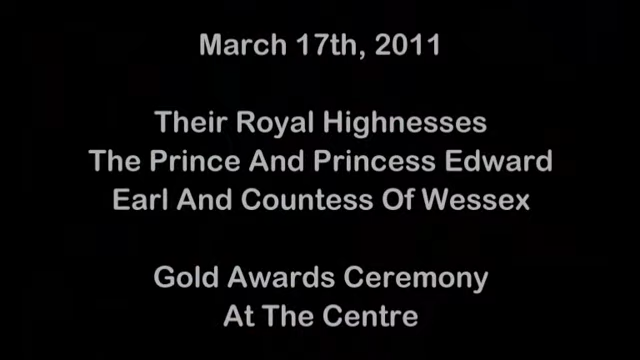 March 17th, 2011
Their Royal Highnesses
The Prince And Princess Edward
Earl And Countess Of Wessex
Gold Awards Ceremony
At The Centre